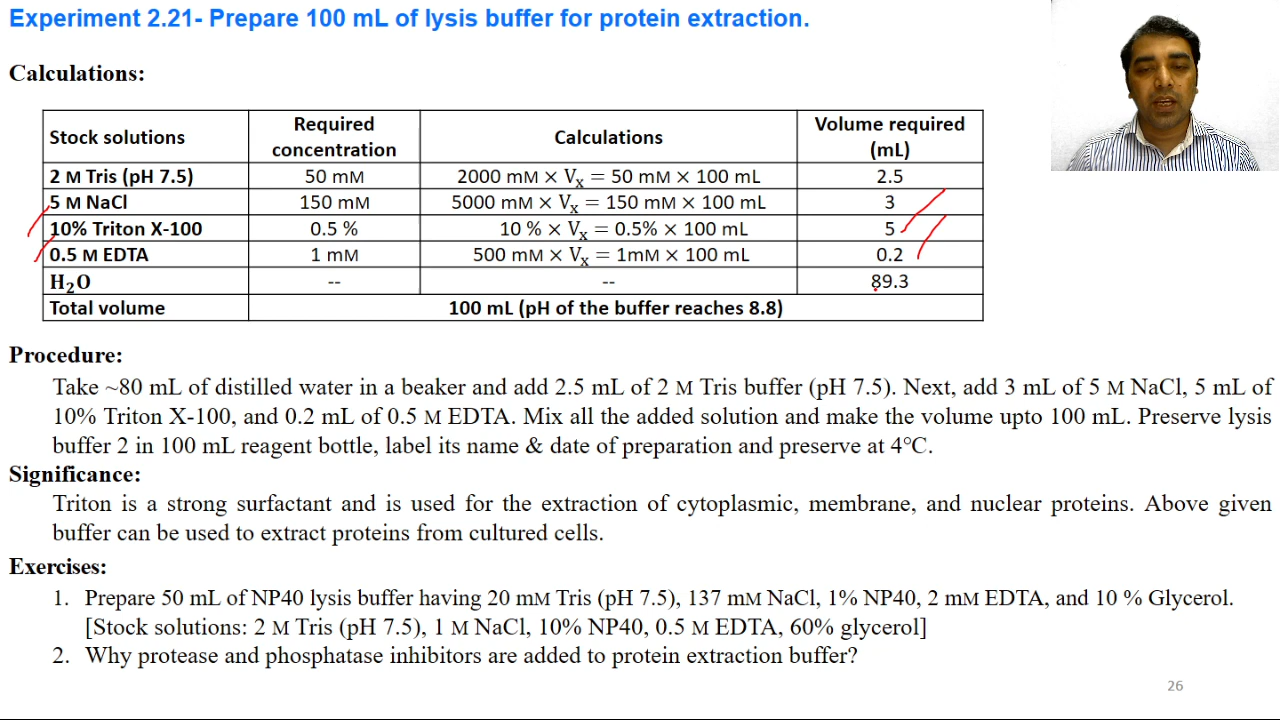 Experiment 2.21- Prepare 100 mL of lysis buffer for protein extraction.
Calculations:
Stock solutions Required concentration Calculations Volume required (mL)
2 M Tris (pH 7.5) 50 mM 2000 mM × Vx = 50 mM × 100 mL 2.5
5 M NaCl 150 mM 5000 mM × Vx = 150 mM × 100 mL 3
10% Triton X-100 0.5 % 10 % × Vx = 0.5% × 100 mL 5
0.5 M EDTA 1 mM 500 mM × Vx = 1mM × 100 mL 0.2
H₂O -- -- 89.3
Total volume 100 mL (pH of the buffer reaches 8.8)
Procedure:
Take ~80 mL of distilled water in a beaker and add 2.5 mL of 2 M Tris buffer (pH 7.5). Next, add 3 mL of 5 M NaCl, 5 mL of
10% Triton X-100, and 0.2 mL of 0.5 M EDTA. Mix all the added solution and make the volume upto 100 mL. Preserve lysis
buffer 2 in 100 mL reagent bottle, label its name & date of preparation and preserve at 4°C.
Significance:
Triton is a strong surfactant and is used for the extraction of cytoplasmic, membrane, and nuclear proteins. Above given
buffer can be used to extract proteins from cultured cells.
Exercises:
1. Prepare 50 mL of NP40 lysis buffer having 20 mM Tris (pH 7.5), 137 mM NaCl, 1% NP40, 2 mM EDTA, and 10 % Glycerol.
[Stock solutions: 2 M Tris (pH 7.5), 1 M NaCl, 10% NP40, 0.5 M EDTA, 60% glycerol]
2. Why protease and phosphatase inhibitors are added to protein extraction buffer?
26